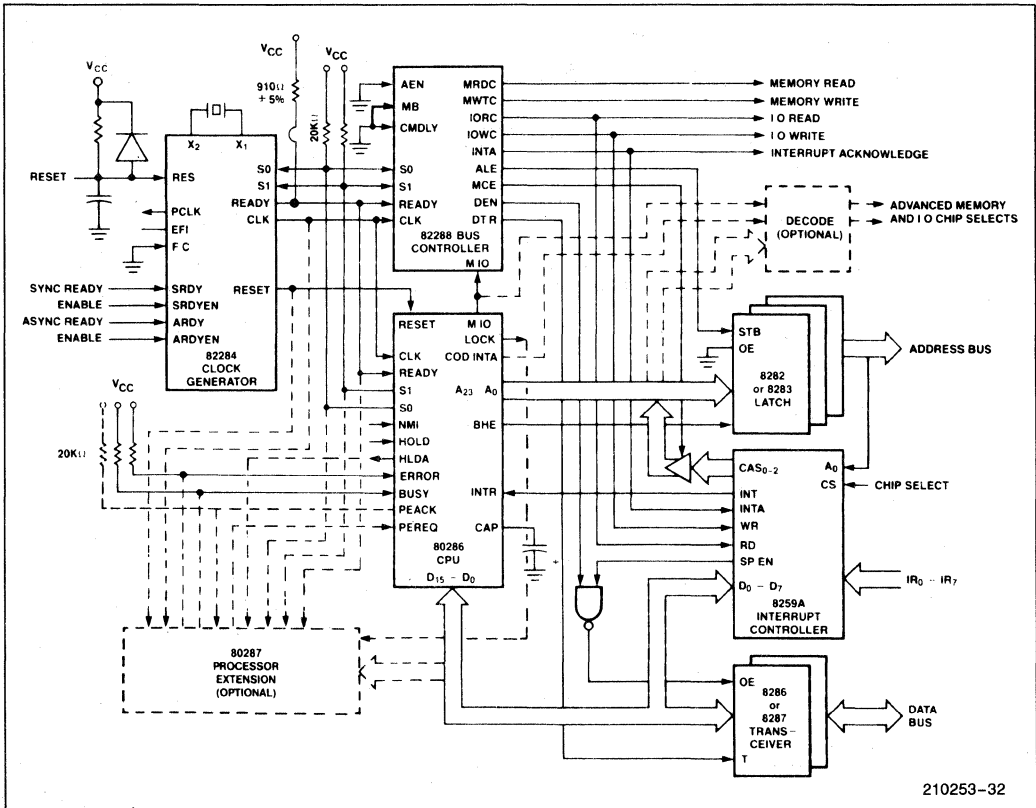 VCC
RESET
X2 X1
RES
PCLK
EFI
F C
SYNC READY
ENABLE
ASYNC READY
ENABLE
SRDY
SRDYEN
ARDY
ARDYEN
S0
S1
READY
CLK
RESET
82284
CLOCK
GENERATOR
VCC
VCC
910Ω
+ 5%
20KΩ
AEN
MB
CMDLY
S0
S1
READY
CLK
MRDC
MWTC
IORC
IOWC
INTA
ALE
MCE
DEN
DT R
82288 BUS
CONTROLLER
M IO
MEMORY READ
MEMORY WRITE
I O READ
I O WRITE
INTERRUPT ACKNOWLEDGE
DECODE
(OPTIONAL)
ADVANCED MEMORY
AND I O CHIP SELECTS
RESET
M IO
LOCK
COD INTA
CLK
READY
S1
S0
A23 A0
NMI
HOLD
HLDA
ERROR
BUSY
PEACK
PEREQ
BHE
INTR
CAP
+
80286
CPU
D15 - D0
VCC
20KΩ
80287
PROCESSOR
EXTENSION
(OPTIONAL)
STB
OE
8282
or 8283
LATCH
ADDRESS BUS
CAS0-2
A0
CS
CHIP SELECT
INT
INTA
WR
RD
SP EN
D0 - D7
8259A
INTERRUPT
CONTROLLER
IR0 - IR7
OE
8286
or
8287
TRANS-
CEIVER
T
DATA
BUS
210253-32